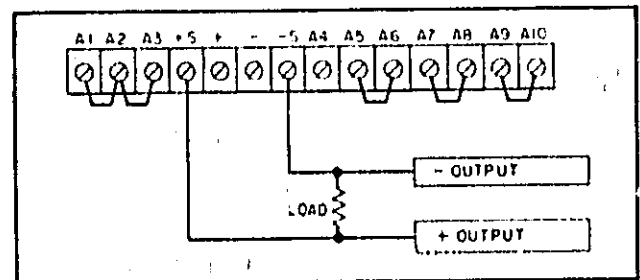 A1 A2 A3 +S + - -S A4 A5 A6 A7 A8 A9 A10
- OUTPUT
LOAD
+ OUTPUT